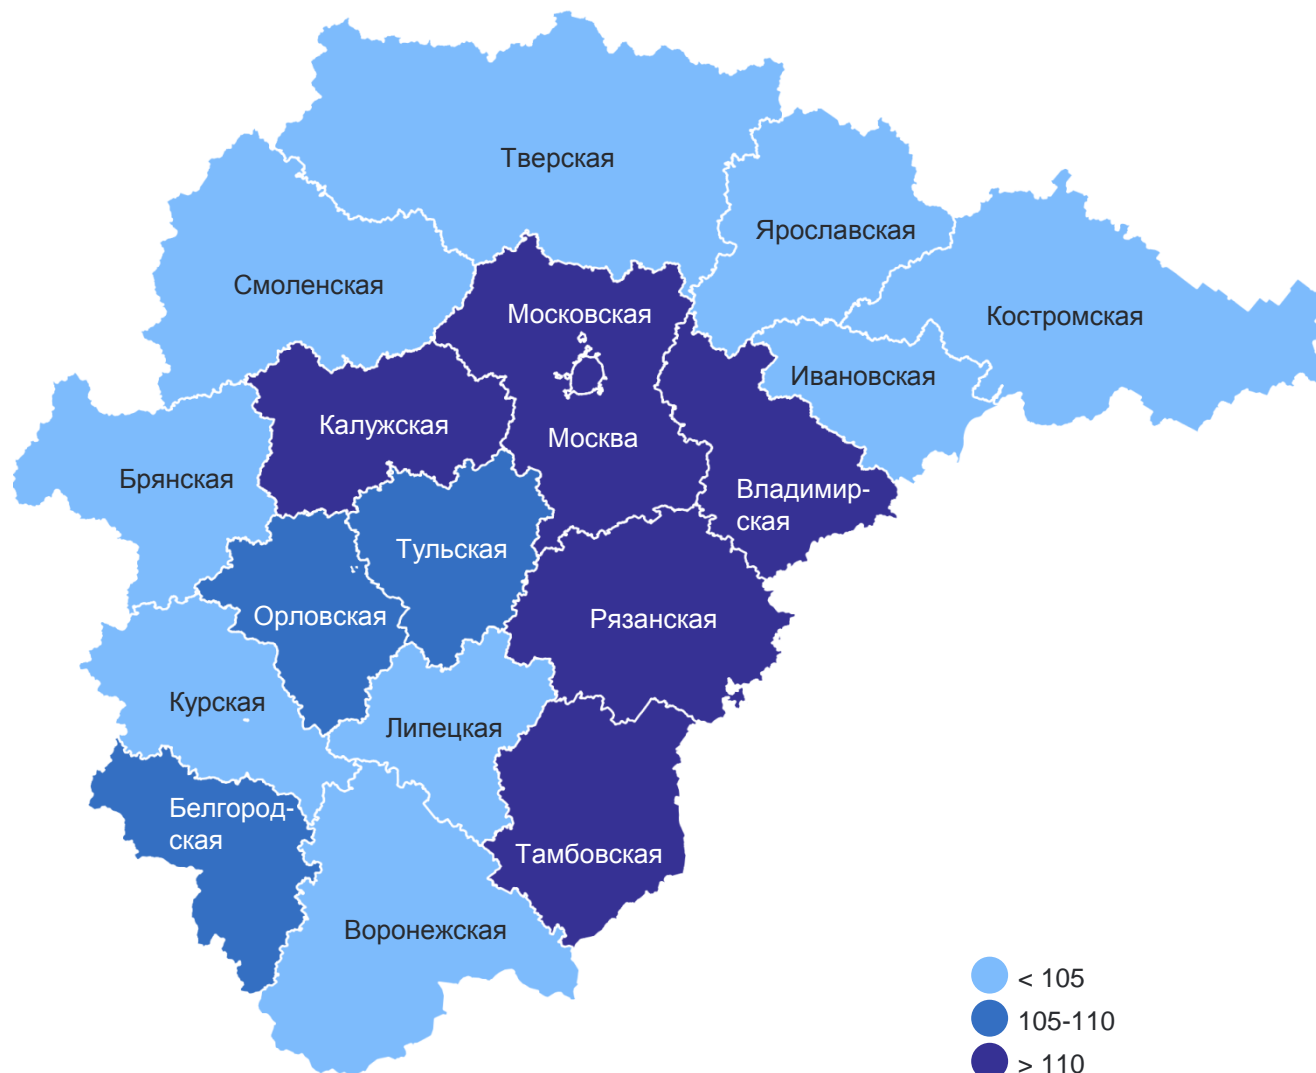 Тверская
Ярославская
Смоленская
Московская
Костромская
Ивановская
Калужская
Москва
Брянская
Владимир-
ская
Тульская
Орловская
Рязанская
Курская
Липецкая
Белгород-
ская
Тамбовская
Воронежская
< 105
105-110
> 110